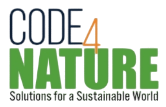 CODE4
NATURE
Solutions for a Sustainable World